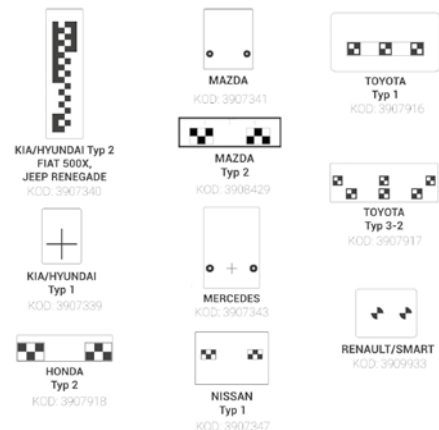 KIA/HYUNDAI Typ 2
FIAT 500X,
JEEP RENEGADE
KOD: 3907340
KIA/HYUNDAI
Typ 1
KOD: 3907339
HONDA
Typ 2
KOD: 3907918
MAZDA
KOD: 3907341
MAZDA
Typ 2
KOD: 3908429
MERCEDES
KOD: 3907343
NISSAN
Typ 1
KOD: 3907347
TOYOTA
Typ 1
KOD: 3907916
TOYOTA
Typ 3-2
KOD: 3907917
RENAULT/SMART
KOD: 3909933